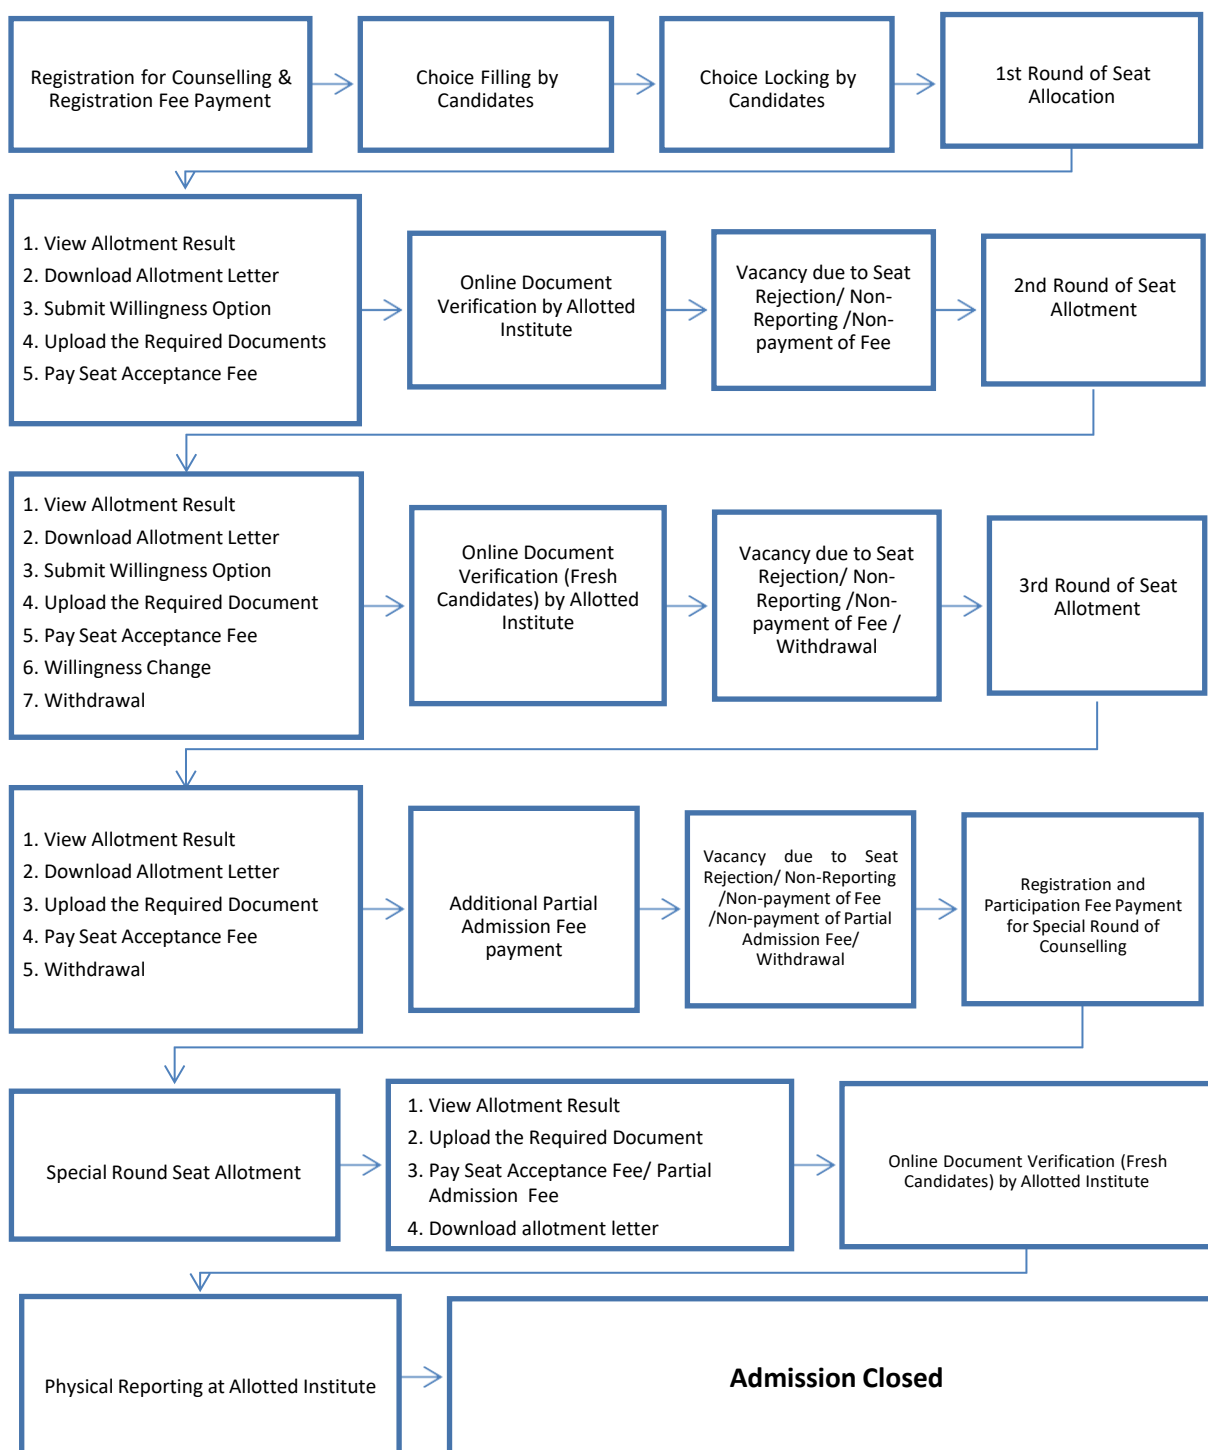 Registration for Counselling &
Registration Fee Payment
Choice Filling by
Candidates
Choice Locking by
Candidates
1st Round of Seat
Allocation
1. View Allotment Result
2. Download Allotment Letter
3. Submit Willingness Option
4. Upload the Required Documents
5. Pay Seat Acceptance Fee
Online Document
Verification by Allotted
Institute
Vacancy due to Seat
Rejection/ Non-
Reporting /Non-
payment of Fee
2nd Round of Seat
Allotment
1. View Allotment Result
2. Download Allotment Letter
3. Submit Willingness Option
4. Upload the Required Document
5. Pay Seat Acceptance Fee
6. Willingness Change
7. Withdrawal
Online Document
Verification (Fresh
Candidates) by Allotted
Institute
Vacancy due to Seat
Rejection/ Non-
Reporting /Non-
payment of Fee /
Withdrawal
3rd Round of Seat
Allotment
1. View Allotment Result
2. Download Allotment Letter
3. Upload the Required Document
4. Pay Seat Acceptance Fee
5. Withdrawal
Additional Partial
Admission Fee
payment
Vacancy due to Seat
Rejection/ Non-Reporting
/Non-payment of Fee
/Non-payment of Partial
Admission Fee/
Withdrawal
Registration and
Participation Fee Payment
for Special Round of
Counselling
Special Round Seat Allotment
1. View Allotment Result
2. Upload the Required Document
3. Pay Seat Acceptance Fee/ Partial
Admission Fee
4. Download allotment letter
Online Document Verification (Fresh
Candidates) by Allotted Institute
Physical Reporting at Allotted Institute
Admission Closed